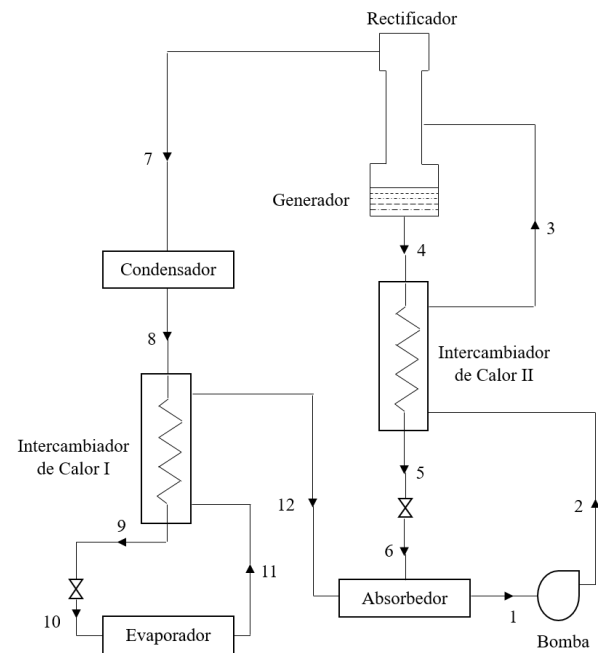 Rectificador
7
Generador
3
4
Condensador
8
Intercambiador
de Calor II
Intercambiador
de Calor I
5
12
2
9
11
6
10
Evaporador
Absorbedor
1
Bomba